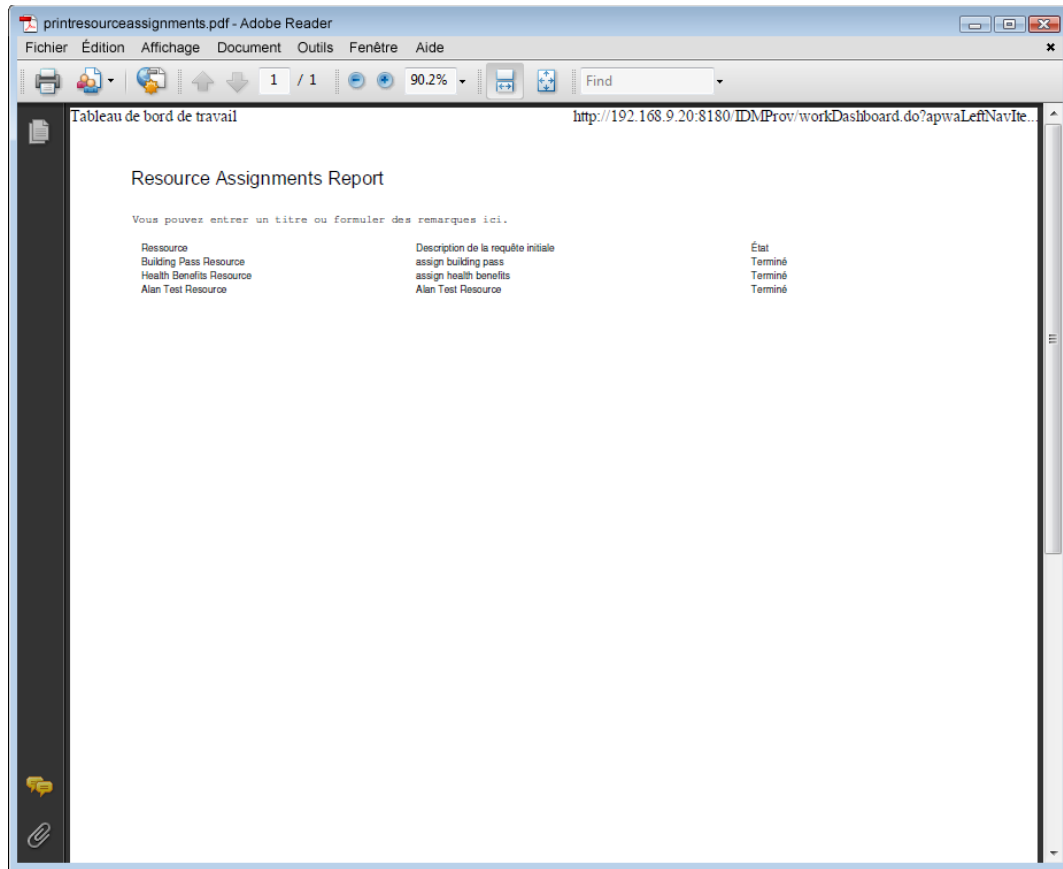 printresourceassignments.pdf - Adobe Reader
Fichier Édition Affichage Document Outils Fenêtre Aide
1 / 1 90.2% Find
Tableau de bord de travail http://192.168.9.20:8180/IDMProv/workDashboard.do?apwaLeftNavIte...
Resource Assignments Report
Vous pouvez entrer un titre ou formuler des remarques ici.
Ressource Description de la requête initiale État
Building Pass Resource assign building pass Terminé
Health Benefits Resource assign health benefits Terminé
Alan Test Resource Alan Test Resource Terminé